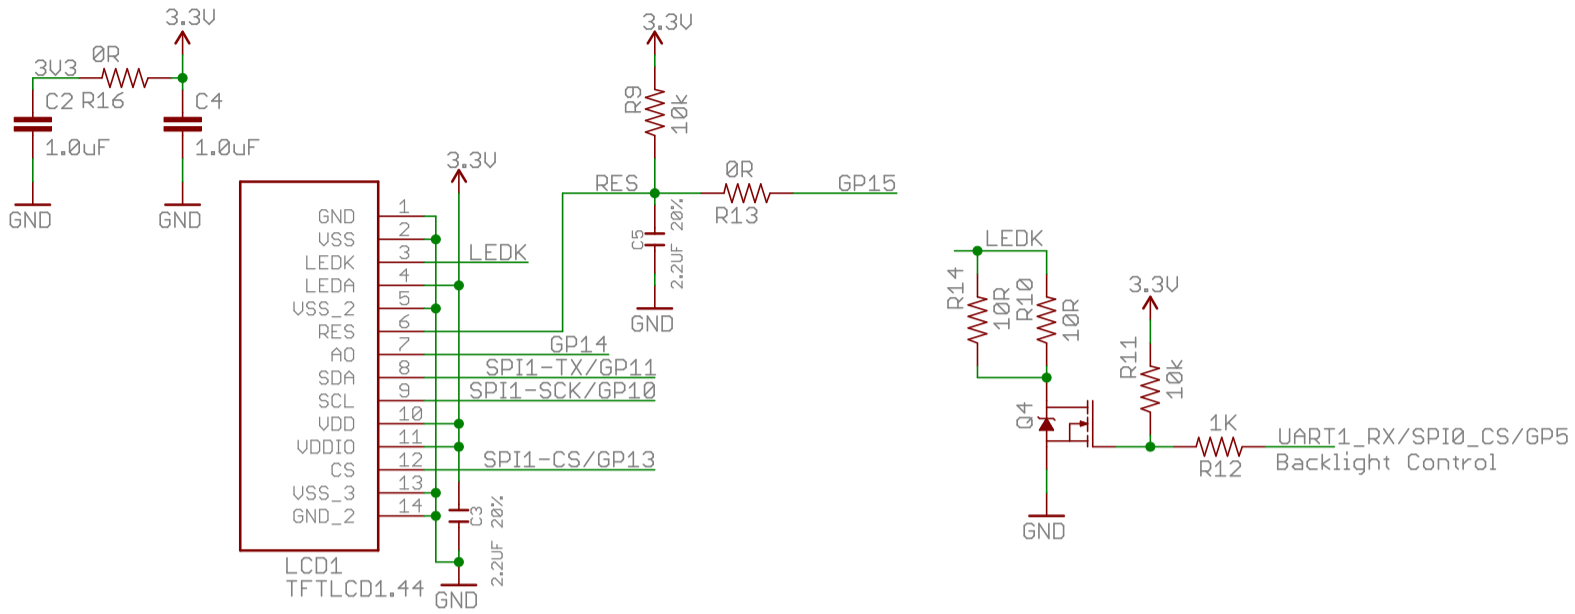 3.3V
0R
3V3
C2 R16
C4
1.0uF
1.0uF
GND
GND
3.3V
R9
10k
RES
0R
GP15
R13
C5
2.2UF 20%
GND
3.3V
GND 1
VSS 2
LEDK 3 LEDK
LEDA 4
VSS_2 5
RES 6
AO 7 GP14
SDA 8 SPI1-TX/GP11
SCL 9 SPI1-SCK/GP10
VDD 10
VDDIO 11
CS 12 SPI1-CS/GP13
VSS_3 13
GND_2 14
C3
2.2UF 20%
GND
LCD1
TFTLCD1.44
LEDK
R14
10R
R10
10R
3.3V
R11
10k
Q4
1K
R12
UART1_RX/SPI0_CS/GP5
Backlight Control
GND